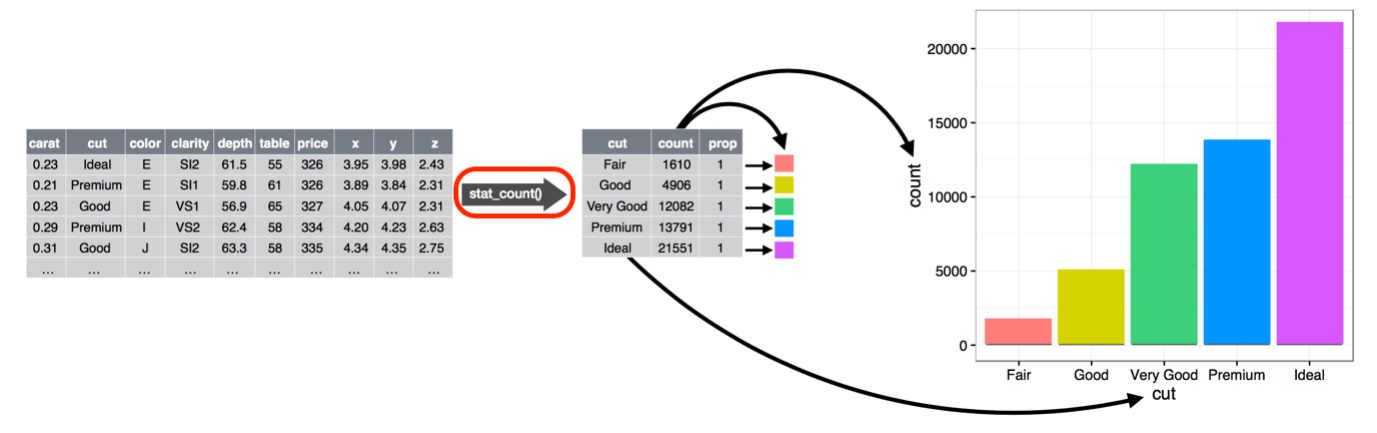 carat cut color clarity depth table price x y z
0.23 Ideal E SI2 61.5 55 326 3.95 3.98 2.43
0.21 Premium E SI1 59.8 61 326 3.89 3.84 2.31
0.23 Good E VS1 56.9 65 327 4.05 4.07 2.31
0.29 Premium I VS2 62.4 58 334 4.20 4.23 2.63
0.31 Good J SI2 63.3 58 335 4.34 4.35 2.75
... ... ... ... ... ... ... ... ... ...
stat_count()
cut count prop
Fair 1610 1
Good 4906 1
Very Good 12082 1
Premium 13791 1
Ideal 21551 1
count
20000
15000
10000
5000
0
Fair Good Very Good Premium Ideal
cut